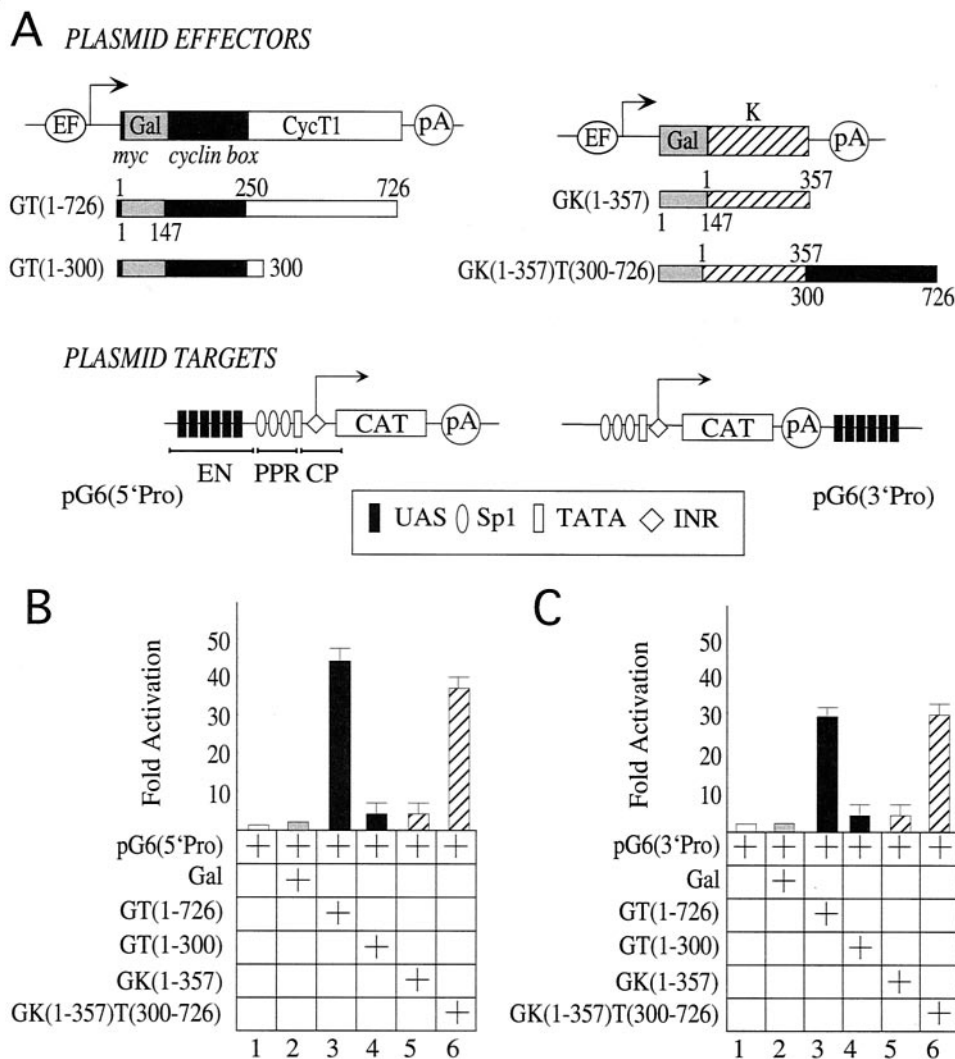 A PLASMID EFFECTORS
EF Gal CycT1 pA
myc cyclin box
1 250 726
GT(1-726)
1 147
GT(1-300) 300
K
EF Gal pA
1 357
GK(1-357)
1 147
1 357
GK(1-357)T(300-726)
300 726
PLASMID TARGETS
CAT pA
EN PPR CP
pG6(5‘Pro)
CAT pA
pG6(3‘Pro)
UAS Sp1 TATA INR
B
Fold Activation
50
40
30
20
10
pG6(5‘Pro) + + + + + +
Gal +
GT(1-726) +
GT(1-300) +
GK(1-357) +
GK(1-357)T(300-726) +
1 2 3 4 5 6
C
Fold Activation
50
40
30
20
10
pG6(3‘Pro) + + + + + +
Gal +
GT(1-726) +
GT(1-300) +
GK(1-357) +
GK(1-357)T(300-726) +
1 2 3 4 5 6